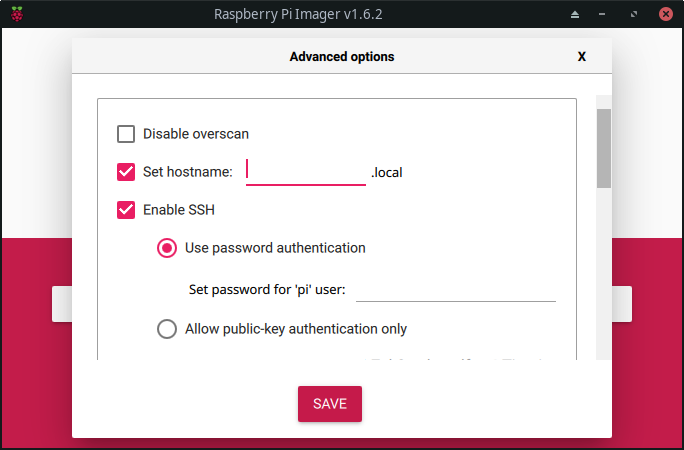 Raspberry Pi Imager v1.6.2
Advanced options X
Disable overscan
Set hostname: .local
Enable SSH
Use password authentication
Set password for 'pi' user:
Allow public-key authentication only
SAVE